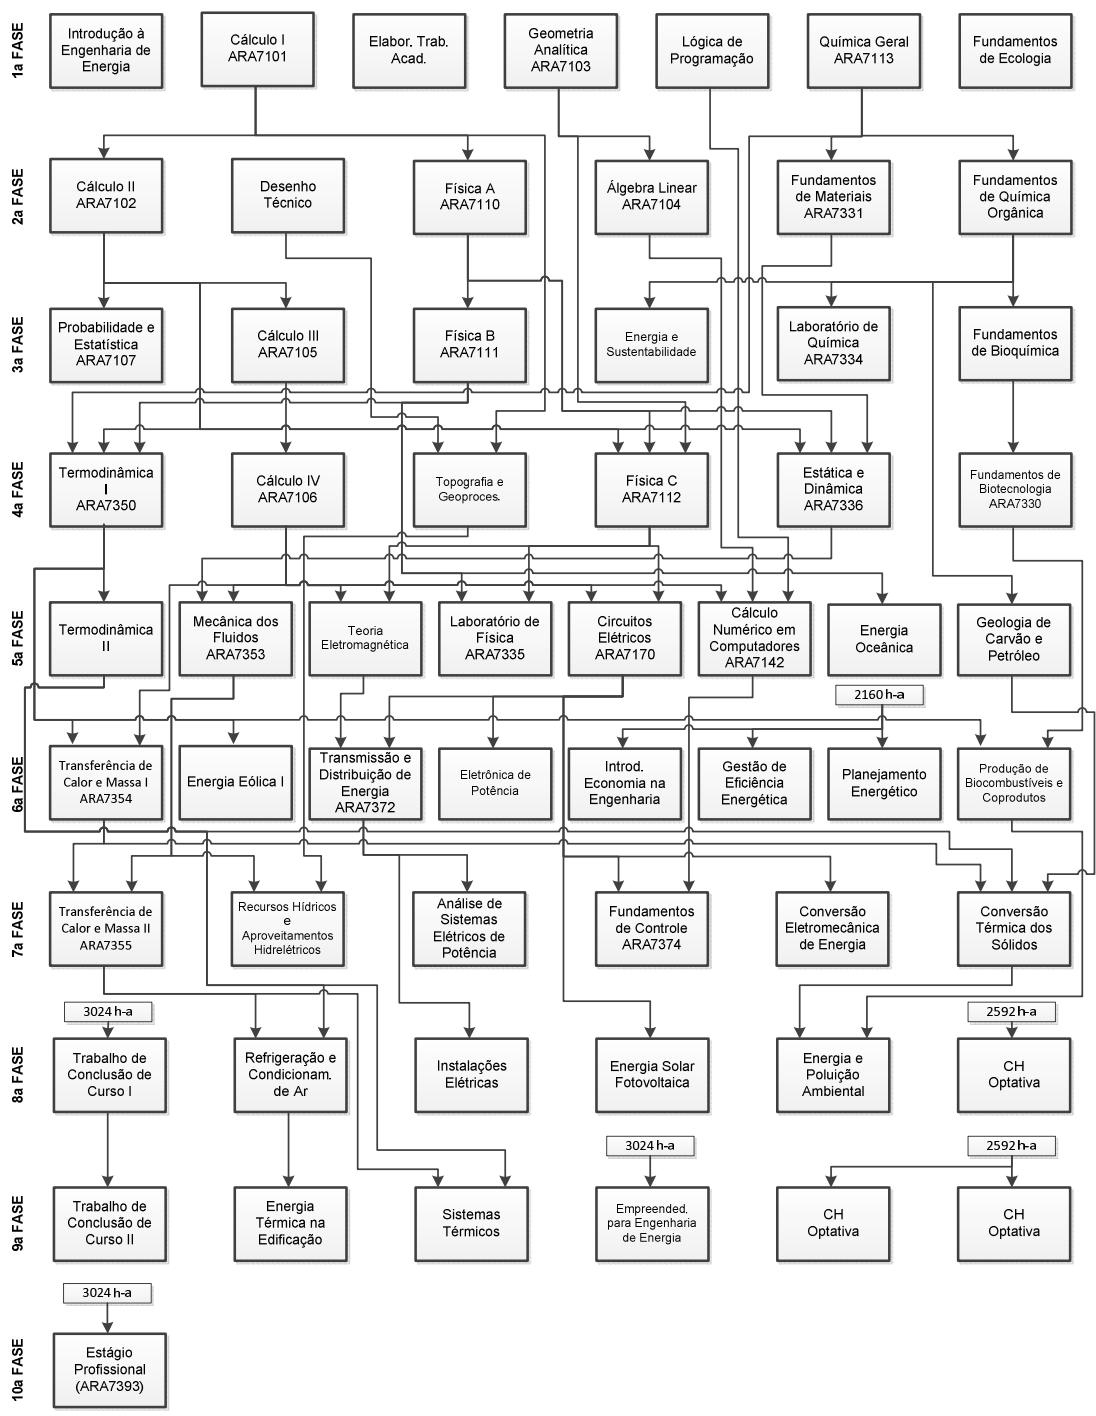 1a FASE
Introdução à
Engenharia de
Energia
Cálculo I
ARA7101
Elabor. Trab.
Acad.
Geometria
Analítica
ARA7103
Lógica de
Programação
Química Geral
ARA7113
Fundamentos
de Ecologia
2a FASE
Cálculo II
ARA7102
Desenho
Técnico
Física A
ARA7110
Álgebra Linear
ARA7104
Fundamentos
de Materiais
ARA7331
Fundamentos
de Química
Orgânica
3a FASE
Probabilidade e
Estatística
ARA7107
Cálculo III
ARA7105
Física B
ARA7111
Energia e
Sustentabilidade
Laboratório de
Química
ARA7334
Fundamentos
de Bioquímica
4a FASE
Termodinâmica
I
ARA7350
Cálculo IV
ARA7106
Topografia e
Geoproces.
Física C
ARA7112
Estática e
Dinâmica
ARA7336
Fundamentos de
Biotecnologia
ARA7330
5a FASE
Termodinâmica
II
Mecânica dos
Fluidos
ARA7353
Teoria
Eletromagnética
Laboratório de
Física
ARA7335
Circuitos
Elétricos
ARA7170
Cálculo
Numérico em
Computadores
ARA7142
Energia
Oceânica
Geologia de
Carvão e
Petróleo
2160 h-a
6a FASE
Transferência de
Calor e Massa I
ARA7354
Energia Eólica I
Transmissão e
Distribuição de
Energia
ARA7372
Eletrônica de
Potência
Introd.
Economia na
Engenharia
Gestão de
Eficiência
Energética
Planejamento
Energético
Produção de
Biocombustíveis e
Coprodutos
7a FASE
Transferência de
Calor e Massa II
ARA7355
Recursos Hídricos
e
Aproveitamentos
Hidrelétricos
Análise de
Sistemas
Elétricos de
Potência
Fundamentos
de Controle
ARA7374
Conversão
Eletromecânica
de Energia
Conversão
Térmica dos
Sólidos
3024 h-a
2592 h-a
8a FASE
Trabalho de
Conclusão de
Curso I
Refrigeração e
Condicionam.
de Ar
Instalações
Elétricas
Energia Solar
Fotovoltaica
Energia e
Poluição
Ambiental
CH
Optativa
3024 h-a
2592 h-a
9a FASE
Trabalho de
Conclusão de
Curso II
Energia
Térmica na
Edificação
Sistemas
Térmicos
Empreended.
para Engenharia
de Energia
CH
Optativa
CH
Optativa
3024 h-a
10a FASE
Estágio
Profissional
(ARA7393)